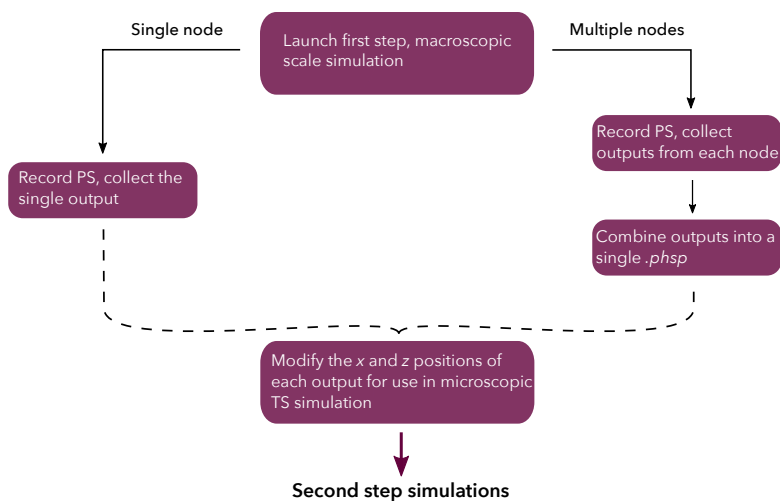 Single node
Launch first step, macroscopic
scale simulation
Multiple nodes
Record PS, collect
outputs from each node
Record PS, collect the
single output
Combine outputs into a
single .phsp
Modify the x and z positions of
each output for use in microscopic
TS simulation
Second step simulations